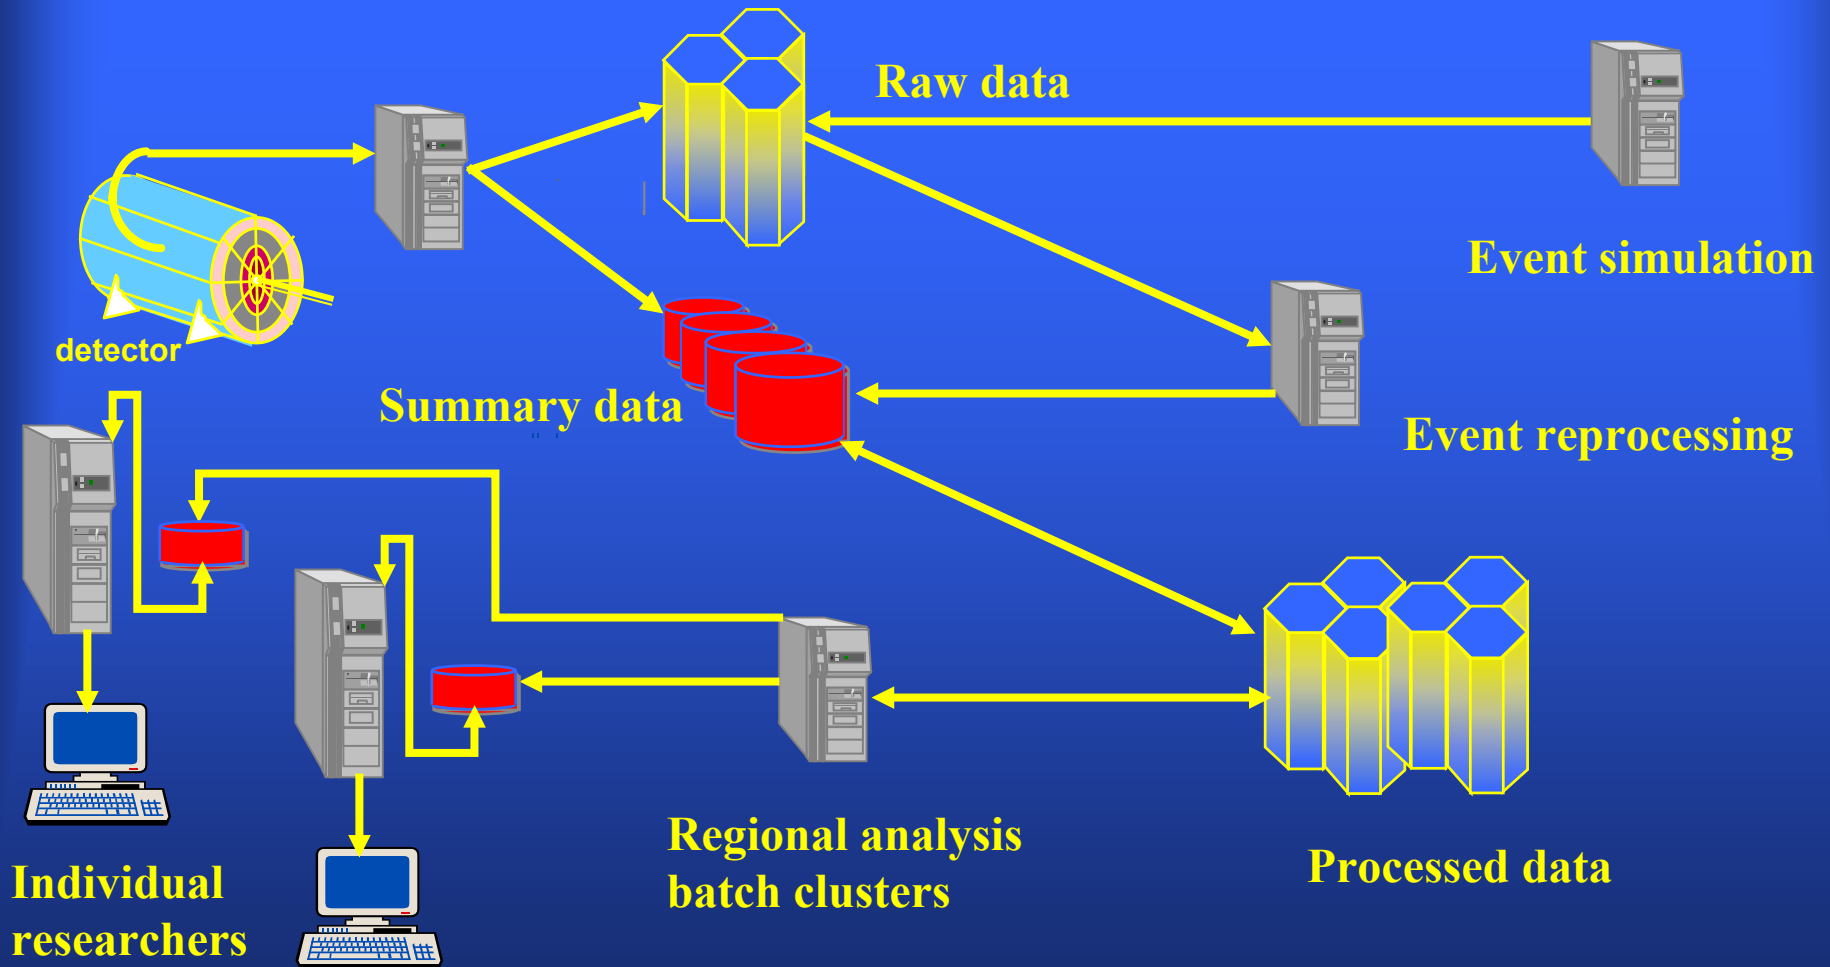 Raw data
Event simulation
detector
Summary data
Event reprocessing
Regional analysis
batch clusters
Processed data
Individual
researchers